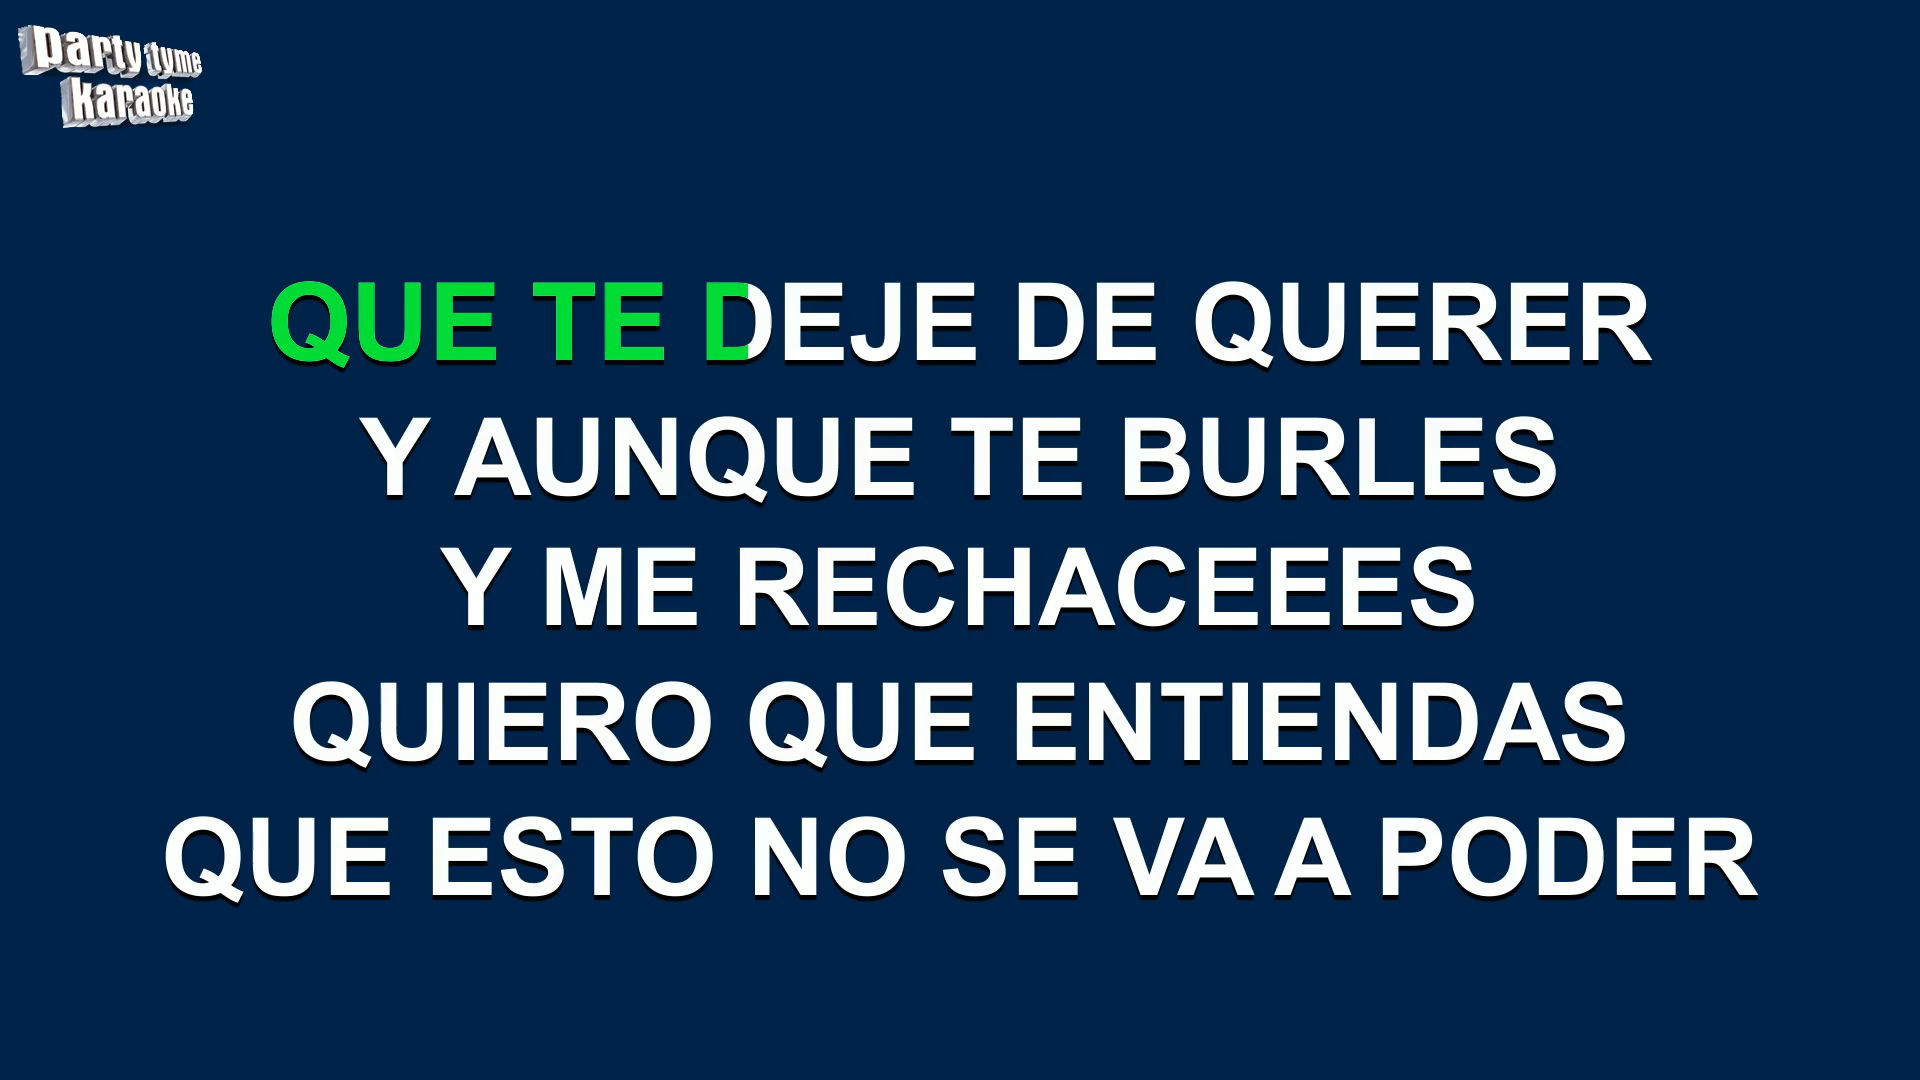 party tyme
karaoke
QUE TE DEJE DE QUERER
Y AUNQUE TE BURLES
Y ME RECHACEEES
QUIERO QUE ENTIENDAS
QUE ESTO NO SE VA A PODER